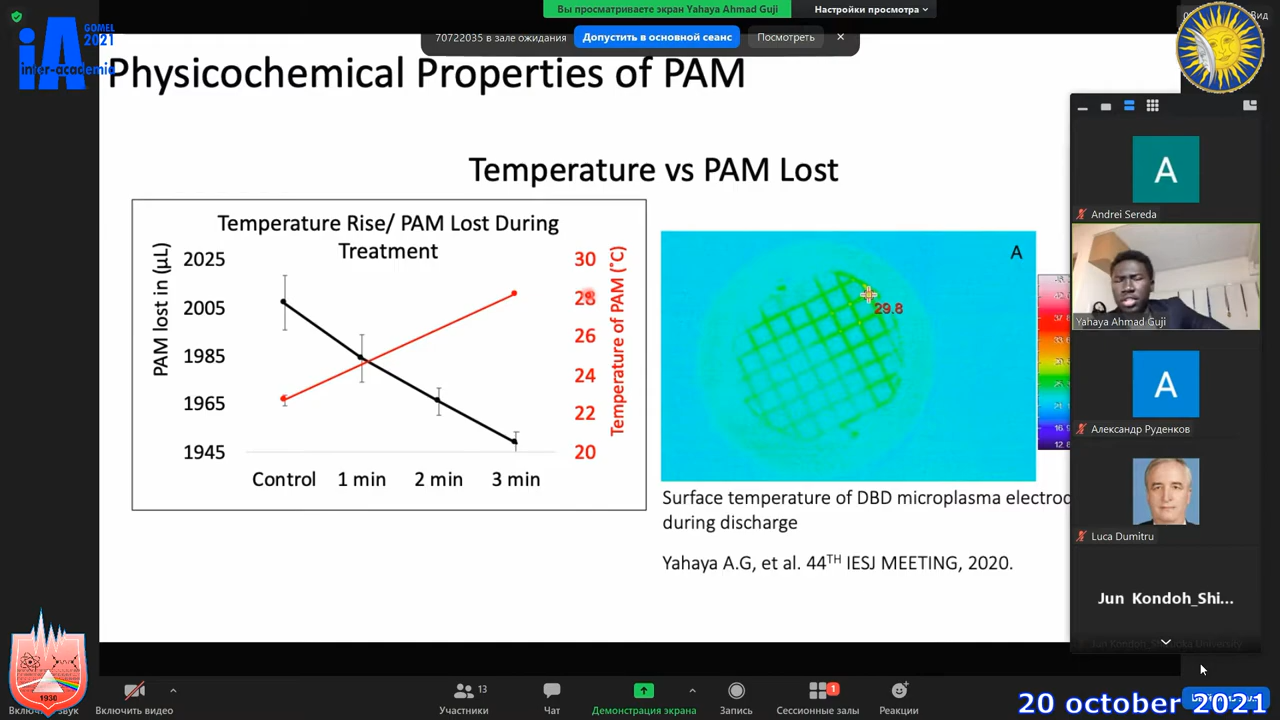 Вы просматриваете экран Yahaya Ahmad Guji
Настройки просмотра
Вид
GOMEL
2021
iA
inter-academia
70722035 в зале ожидания
Допустить в основной сеанс
Посмотреть
Physicochemical Properties of PAM
Temperature vs PAM Lost
Temperature Rise/ PAM Lost During
Treatment
PAM lost in (µL)
2025
2005
1985
1965
1945
30
28
26
24
22
20
Temperature of PAM (˚C)
Control
1 min
2 min
3 min
A
29.8
Surface temperature of DBD microplasma electrod
during discharge
Yahaya A.G, et al. 44TH IESJ MEETING, 2020.
A
Andrei Sereda
Yahaya Ahmad Guji
A
Александр Руденков
Luca Dumitru
Jun Kondoh_Shi...
1930
звук
Включить видео
13
Участники
Чат
Демонстрация экрана
Запись
1
Сессионные залы
Реакции
20 october 2021